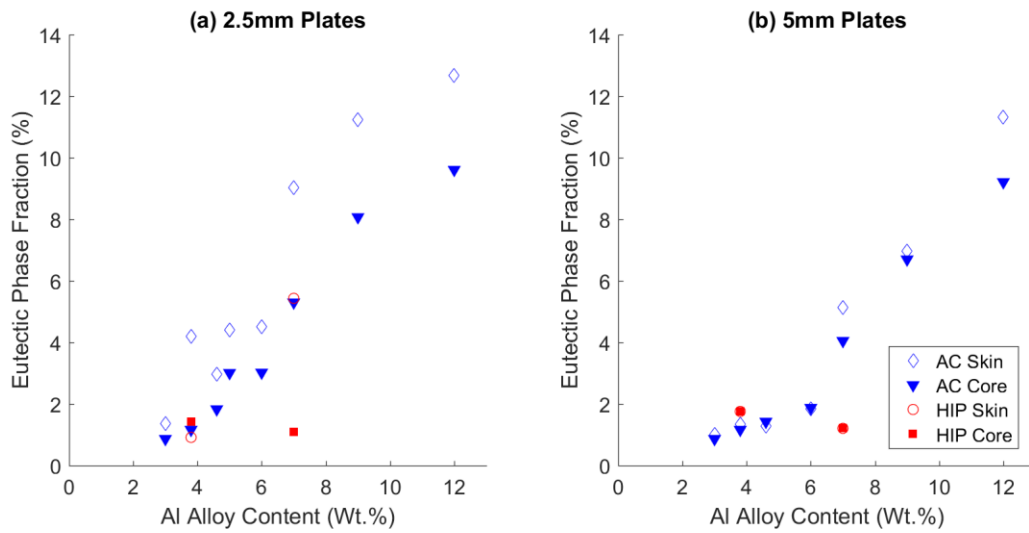 (a) 2.5mm Plates
14
12
10
8
6
4
2
0
Eutectic Phase Fraction (%)
0 2 4 6 8 10 12
Al Alloy Content (Wt.%)
(b) 5mm Plates
14
12
10
8
6
4
2
0
Eutectic Phase Fraction (%)
AC Skin
AC Core
HIP Skin
HIP Core
0 2 4 6 8 10 12
Al Alloy Content (Wt.%)